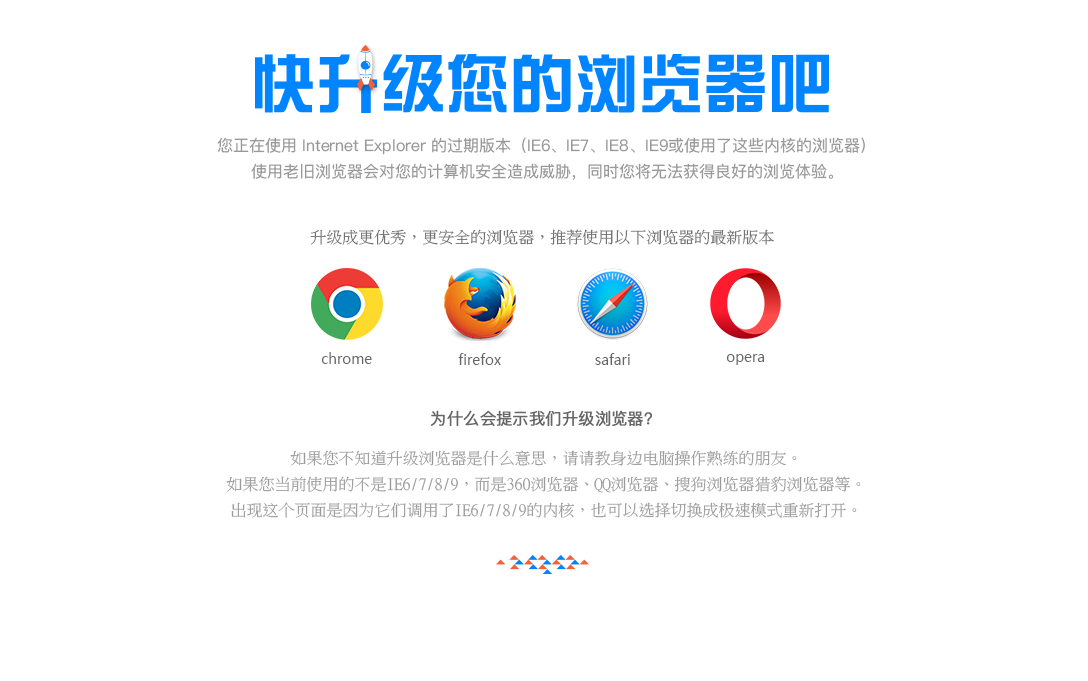 快升级您的浏览器吧
您正在使用 Internet Explorer 的过期版本（IE6、IE7、IE8、IE9或使用了这些内核的浏览器）
使用老旧浏览器会对您的计算机安全造成威胁，同时您将无法获得良好的浏览体验。
升级成更优秀，更安全的浏览器，推荐使用以下浏览器的最新版本
chrome
firefox
safari
opera
为什么会提示我们升级浏览器？
如果您不知道升级浏览器是什么意思，请请教身边电脑操作熟练的朋友。
如果您当前使用的不是IE6/7/8/9，而是360浏览器、QQ浏览器、搜狗浏览器猎豹浏览器等。
出现这个页面是因为它们调用了IE6/7/8/9的内核，也可以选择切换成极速模式重新打开。